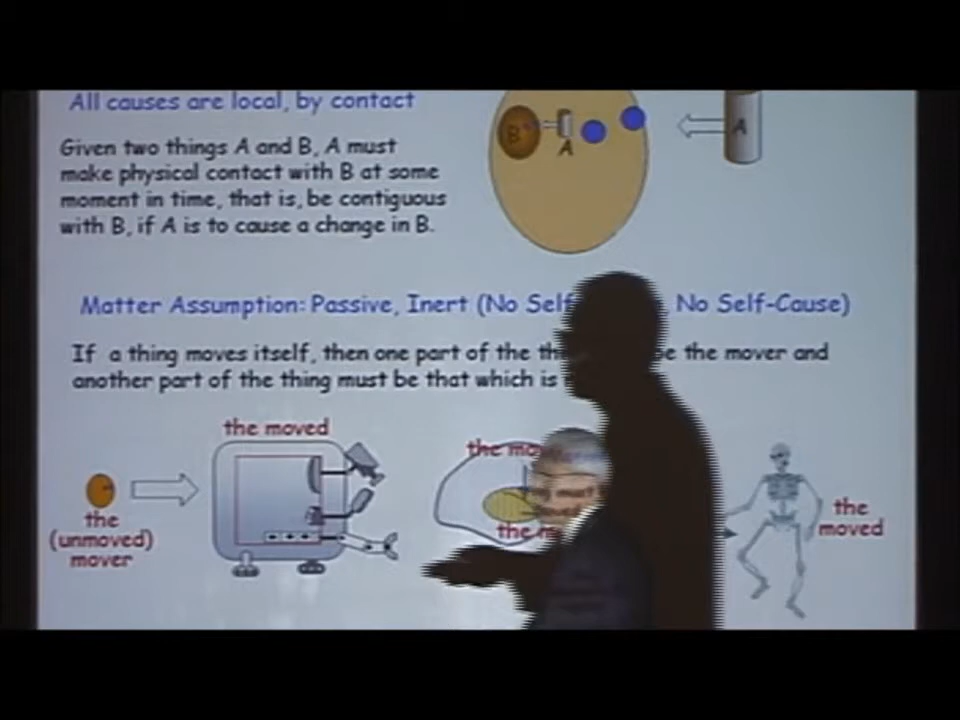 All causes are local, by contact
Given two things A and B, A must
make physical contact with B at some
moment in time, that is, be contiguous
with B, if A is to cause a change in B.
B
A
A
Matter Assumption: Passive, Inert (No Self No Self-Cause)
If a thing moves itself, then one part of the the mover and
another part of the thing must be that which is
the moved
the
(unmoved)
mover
the
must
the
the
moved